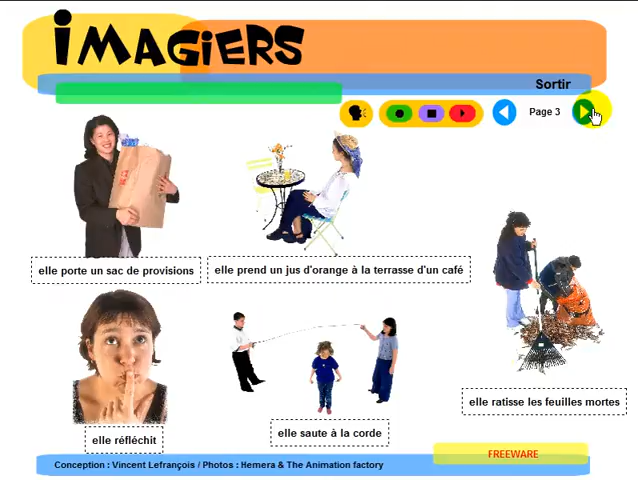 iMAGiERS
Sortir
Page 3
elle porte un sac de provisions
elle prend un jus d'orange à la terrasse d'un café
elle ratisse les feuilles mortes
elle réfléchit
elle saute à la corde
FREEWARE
Conception : Vincent Lefrançois / Photos : Hemera & The Animation factory